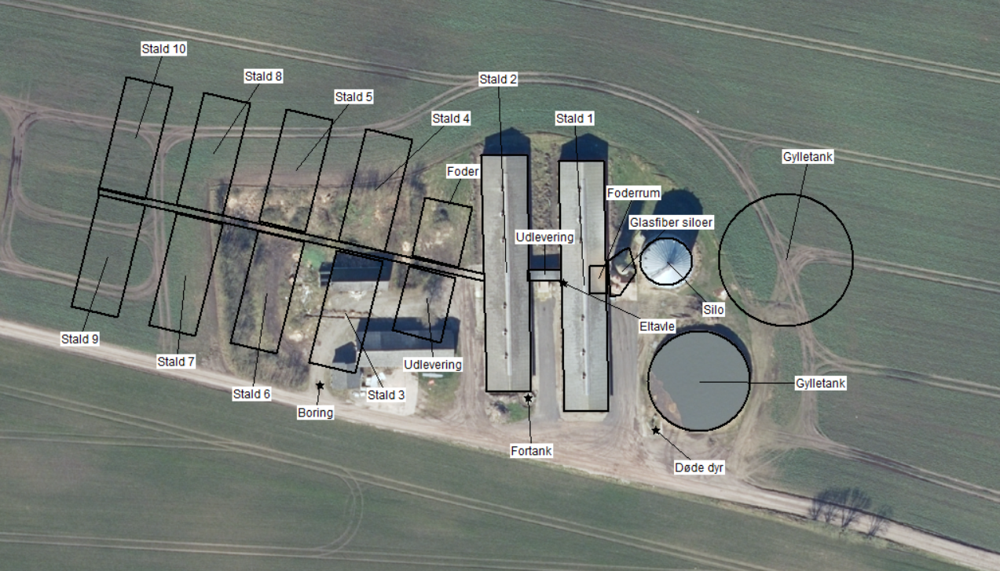 Stald 10
Stald 8
Stald 2
Stald 5
Stald 4
Stald 1
Gylletank
Foder
Foderrum
Glasfiber siloer
Udlevering
Silo
Eltavle
Stald 9
Stald 7
Udlevering
Gylletank
Stald 6
Stald 3
Boring
Fortank
Døde dyr